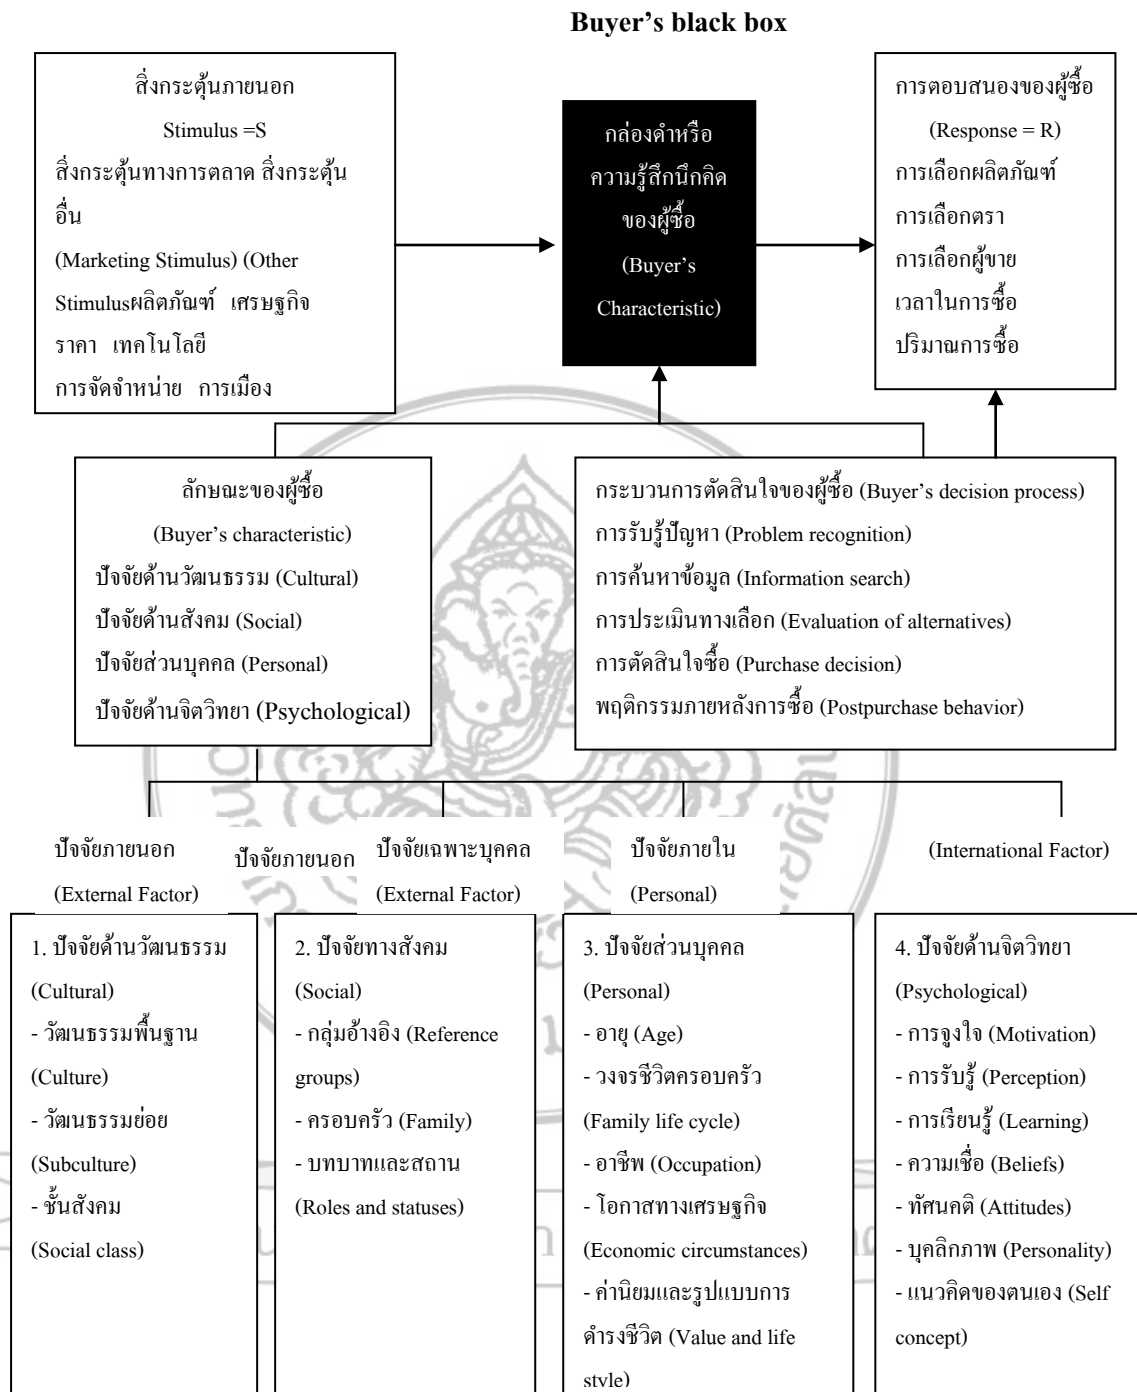 Buyer’s black box
สิ่งกระตุ้นภายนอก
Stimulus =S
สิ่งกระตุ้นทางการตลาด สิ่งกระตุ้น
อื่น
(Marketing Stimulus) (Other
Stimulusผลิตภัณฑ์ เศรษฐกิจ
ราคา เทคโนโลยี
การจัดจำหน่าย การเมือง
กล่องดำหรือ
ความรู้สึกนึกคิด
ของผู้ซื้อ
(Buyer’s
Characteristic)
การตอบสนองของผู้ซื้อ
(Response = R)
การเลือกผลิตภัณฑ์
การเลือกตรา
การเลือกผู้ขาย
เวลาในการซื้อ
ปริมาณการซื้อ
ลักษณะของผู้ซื้อ
(Buyer’s characteristic)
ปัจจัยด้านวัฒนธรรม (Cultural)
ปัจจัยด้านสังคม (Social)
ปัจจัยส่วนบุคคล (Personal)
ปัจจัยด้านจิตวิทยา (Psychological)
กระบวนการตัดสินใจของผู้ซื้อ (Buyer’s decision process)
การรับรู้ปัญหา (Problem recognition)
การค้นหาข้อมูล (Information search)
การประเมินทางเลือก (Evaluation of alternatives)
การตัดสินใจซื้อ (Purchase decision)
พฤติกรรมภายหลังการซื้อ (Postpurchase behavior)
ปัจจัยภายนอก
(External Factor)
ปัจจัยภายนอก
ปัจจัยเฉพาะบุคคล
(External Factor)
ปัจจัยภายใน
(Personal)
(International Factor)
1. ปัจจัยด้านวัฒนธรรม
(Cultural)
- วัฒนธรรมพื้นฐาน
(Culture)
- วัฒนธรรมย่อย
(Subculture)
- ชั้นสังคม
(Social class)
2. ปัจจัยทางสังคม
(Social)
- กลุ่มอ้างอิง (Reference
groups)
- ครอบครัว (Family)
- บทบาทและสถาน
(Roles and statuses)
3. ปัจจัยส่วนบุคคล
(Personal)
- อายุ (Age)
- วงจรชีวิตครอบครัว
(Family life cycle)
- อาชีพ (Occupation)
- โอกาสทางเศรษฐกิจ
(Economic circumstances)
- ค่านิยมและรูปแบบการ
ดำรงชีวิต (Value and life
style)
4. ปัจจัยด้านจิตวิทยา
(Psychological)
- การจูงใจ (Motivation)
- การรับรู้ (Perception)
- การเรียนรู้ (Learning)
- ความเชื่อ (Beliefs)
- ทัศนคติ (Attitudes)
- บุคลิกภาพ (Personality)
- แนวคิดของตนเอง (Self
concept)